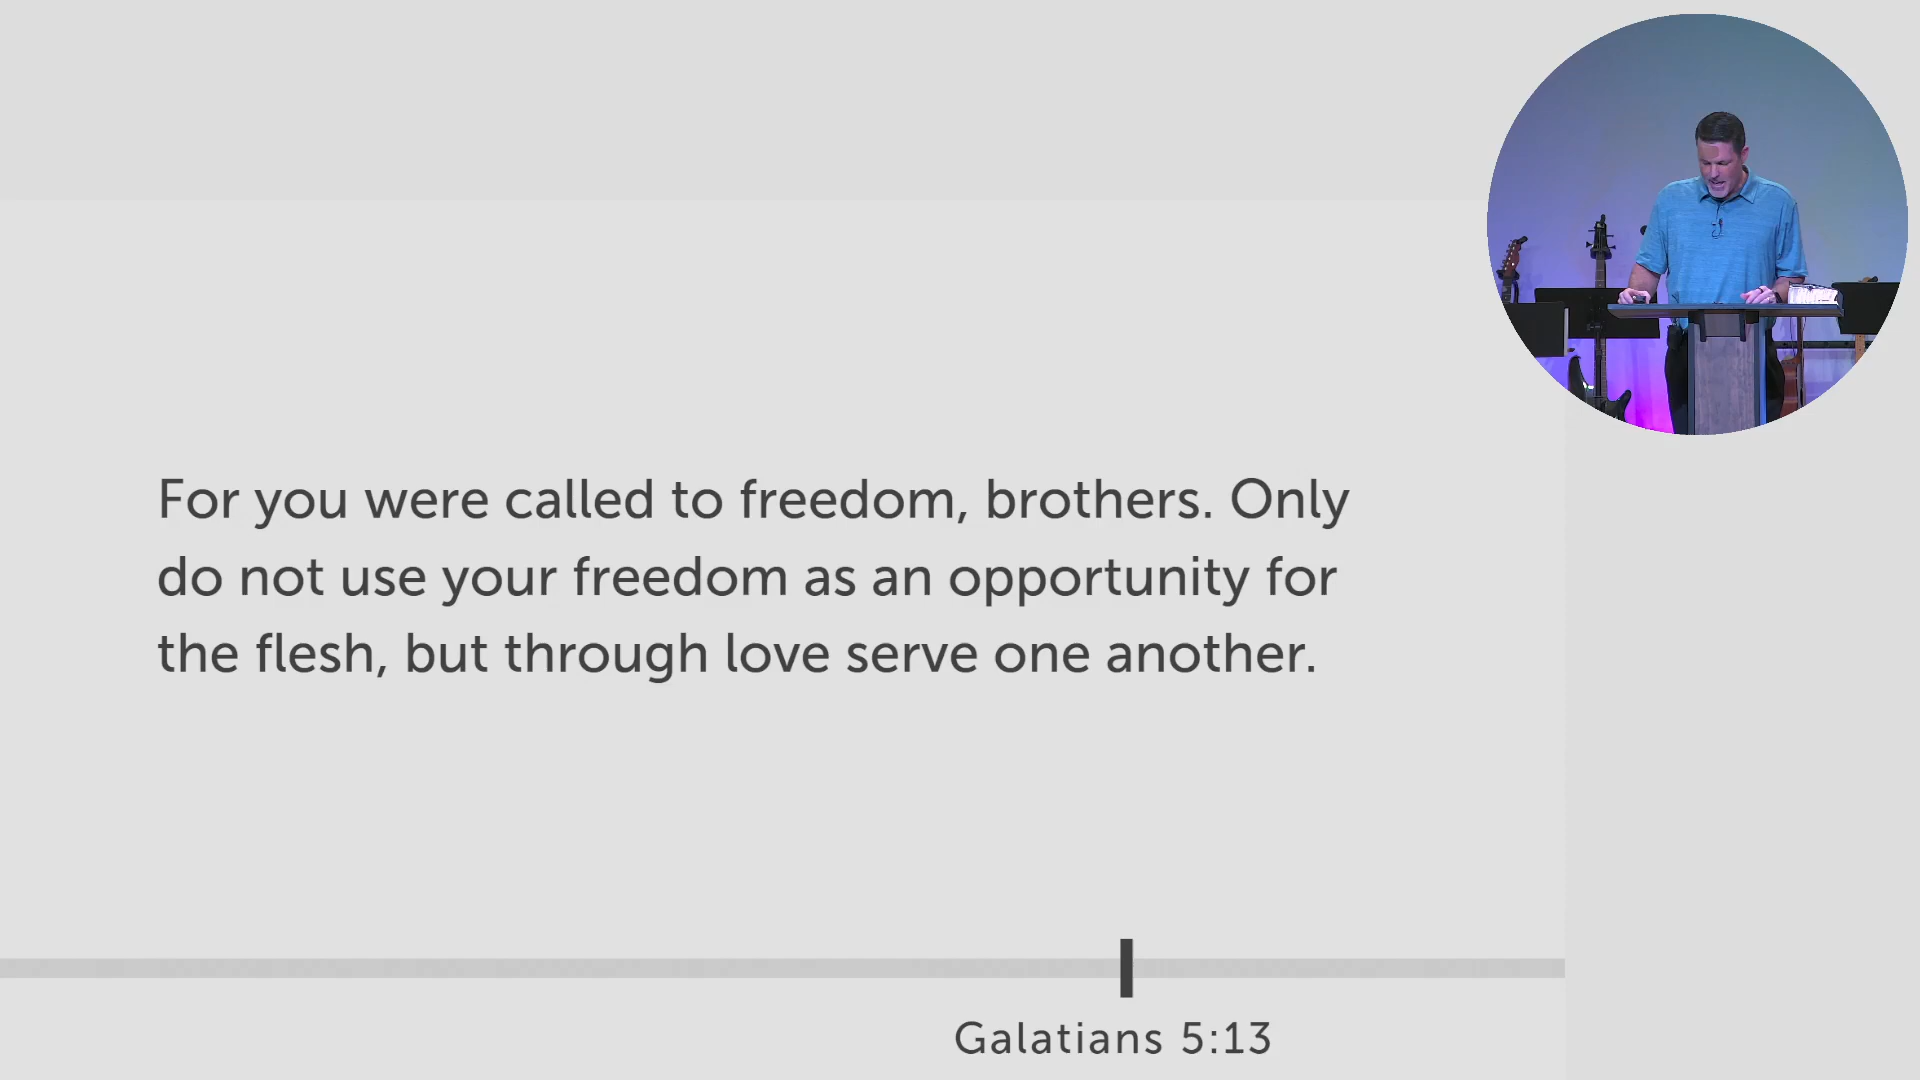 For you were called to freedom, brothers. Only
do not use your freedom as an opportunity for
the flesh, but through love serve one another.
Galatians 5:13